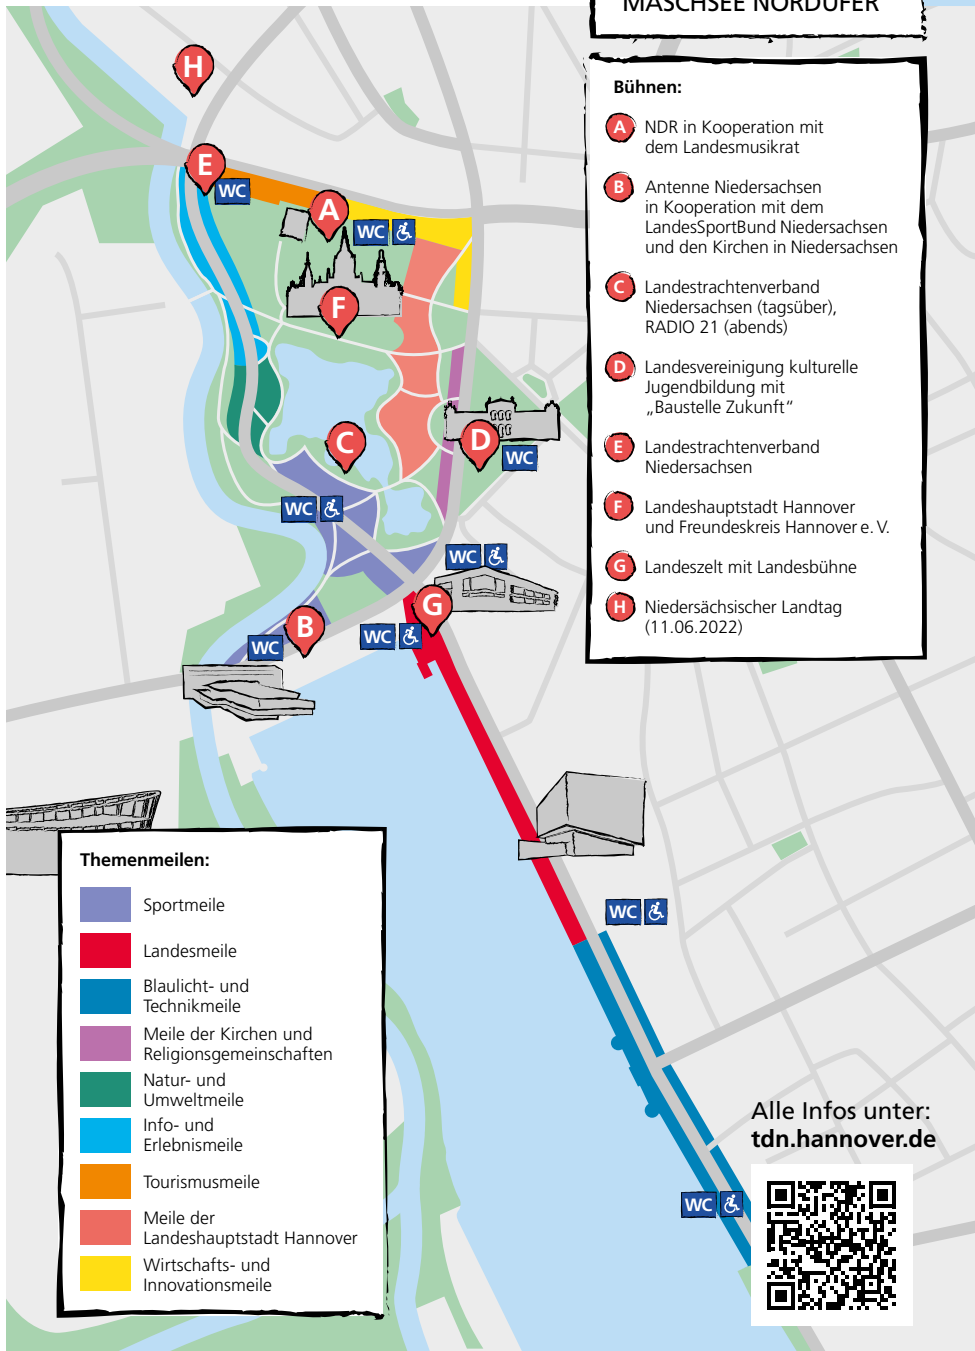 MASCHSEE NORDUFER
Bühnen:
A NDR in Kooperation mit
dem Landesmusikrat
B Antenne Niedersachsen
in Kooperation mit dem
LandesSportBund Niedersachsen
und den Kirchen in Niedersachsen
C Landestrachtenverband
Niedersachsen (tagsüber),
RADIO 21 (abends)
D Landesvereinigung kulturelle
Jugendbildung mit
„Baustelle Zukunft“
E Landestrachtenverband
Niedersachsen
F Landeshauptstadt Hannover
und Freundeskreis Hannover e. V.
G Landeszelt mit Landesbühne
H Niedersächsischer Landtag
(11.06.2022)
H
E
WC
A
WC
F
C
D
WC
WC
WC
G
B
WC
WC
WC
WC
Themenmeilen:
Sportmeile
Landesmeile
Blaulicht- und
Technikmeile
Meile der Kirchen und
Religionsgemeinschaften
Natur- und
Umweltmeile
Info- und
Erlebnismeile
Tourismusmeile
Meile der
Landeshauptstadt Hannover
Wirtschafts- und
Innovationsmeile
Alle Infos unter:
tdn.hannover.de